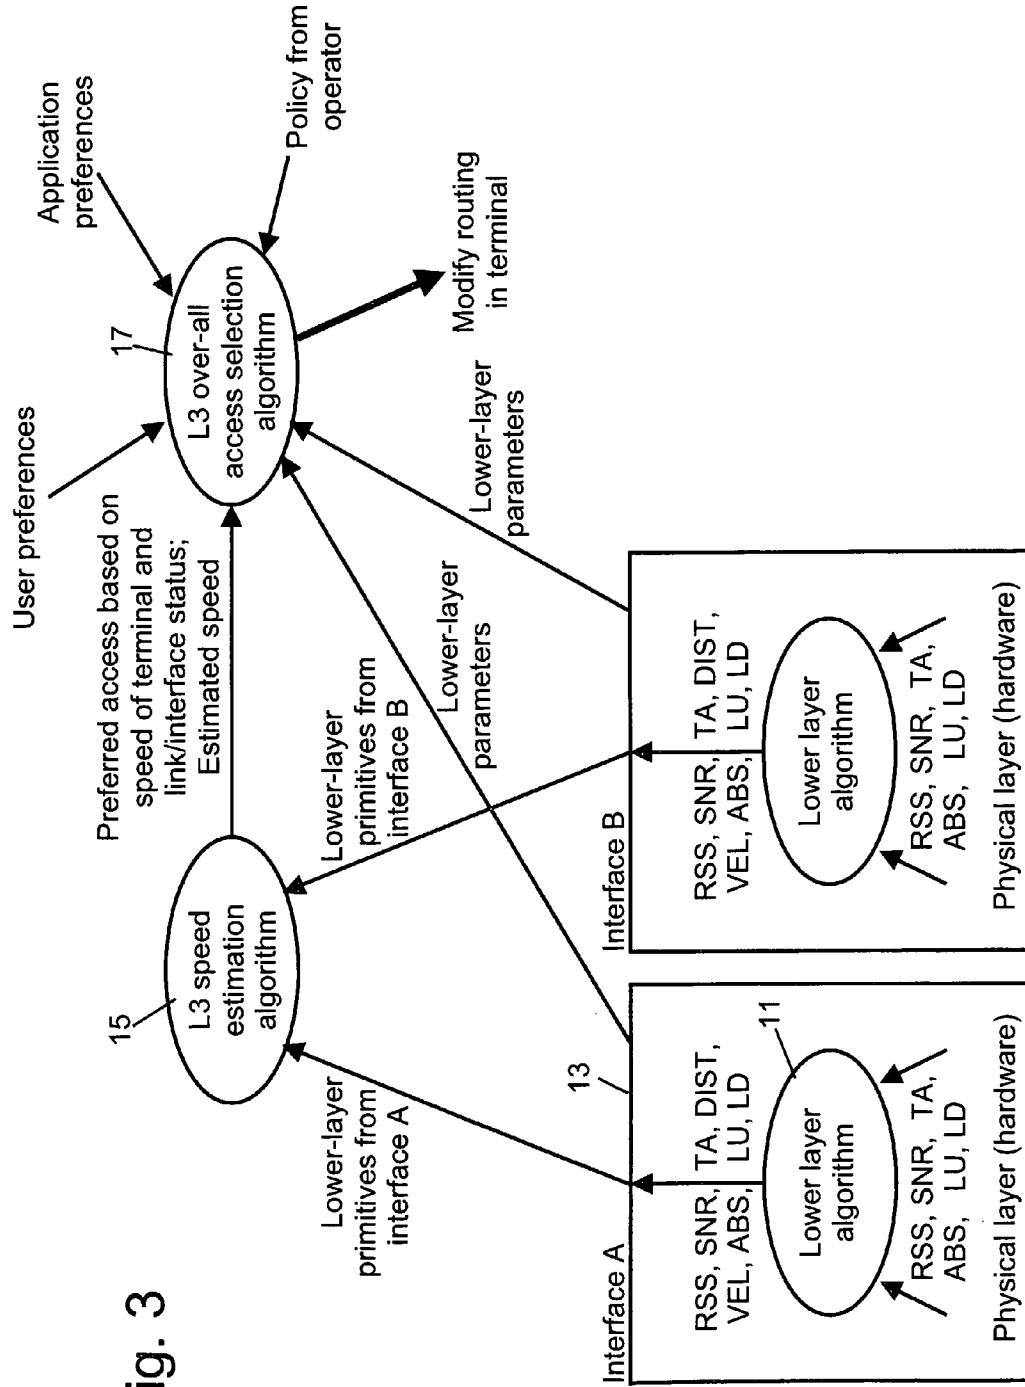 ig. 3
15
L3 speed
estimation
algorithm
Preferred access based on
speed of terminal and
link/interface status;
Estimated speed
User preferences
17
L3 over-all
access selection
algorithm
Application
preferences
Policy from
operator
Modify routing
in terminal
Lower-layer
primitives from
interface A
Lower-layer
primitives from
interface B
Lower-layer
parameters
Lower-layer
parameters
13
Interface A
RSS, SNR, TA, DIST,
VEL, ABS, LU, LD
11
Lower layer
algorithm
RSS, SNR, TA,
ABS, LU, LD
Physical layer (hardware)
Interface B
RSS, SNR, TA, DIST,
VEL, ABS, LU, LD
Lower layer
algorithm
RSS, SNR, TA,
ABS, LU, LD
Physical layer (hardware)